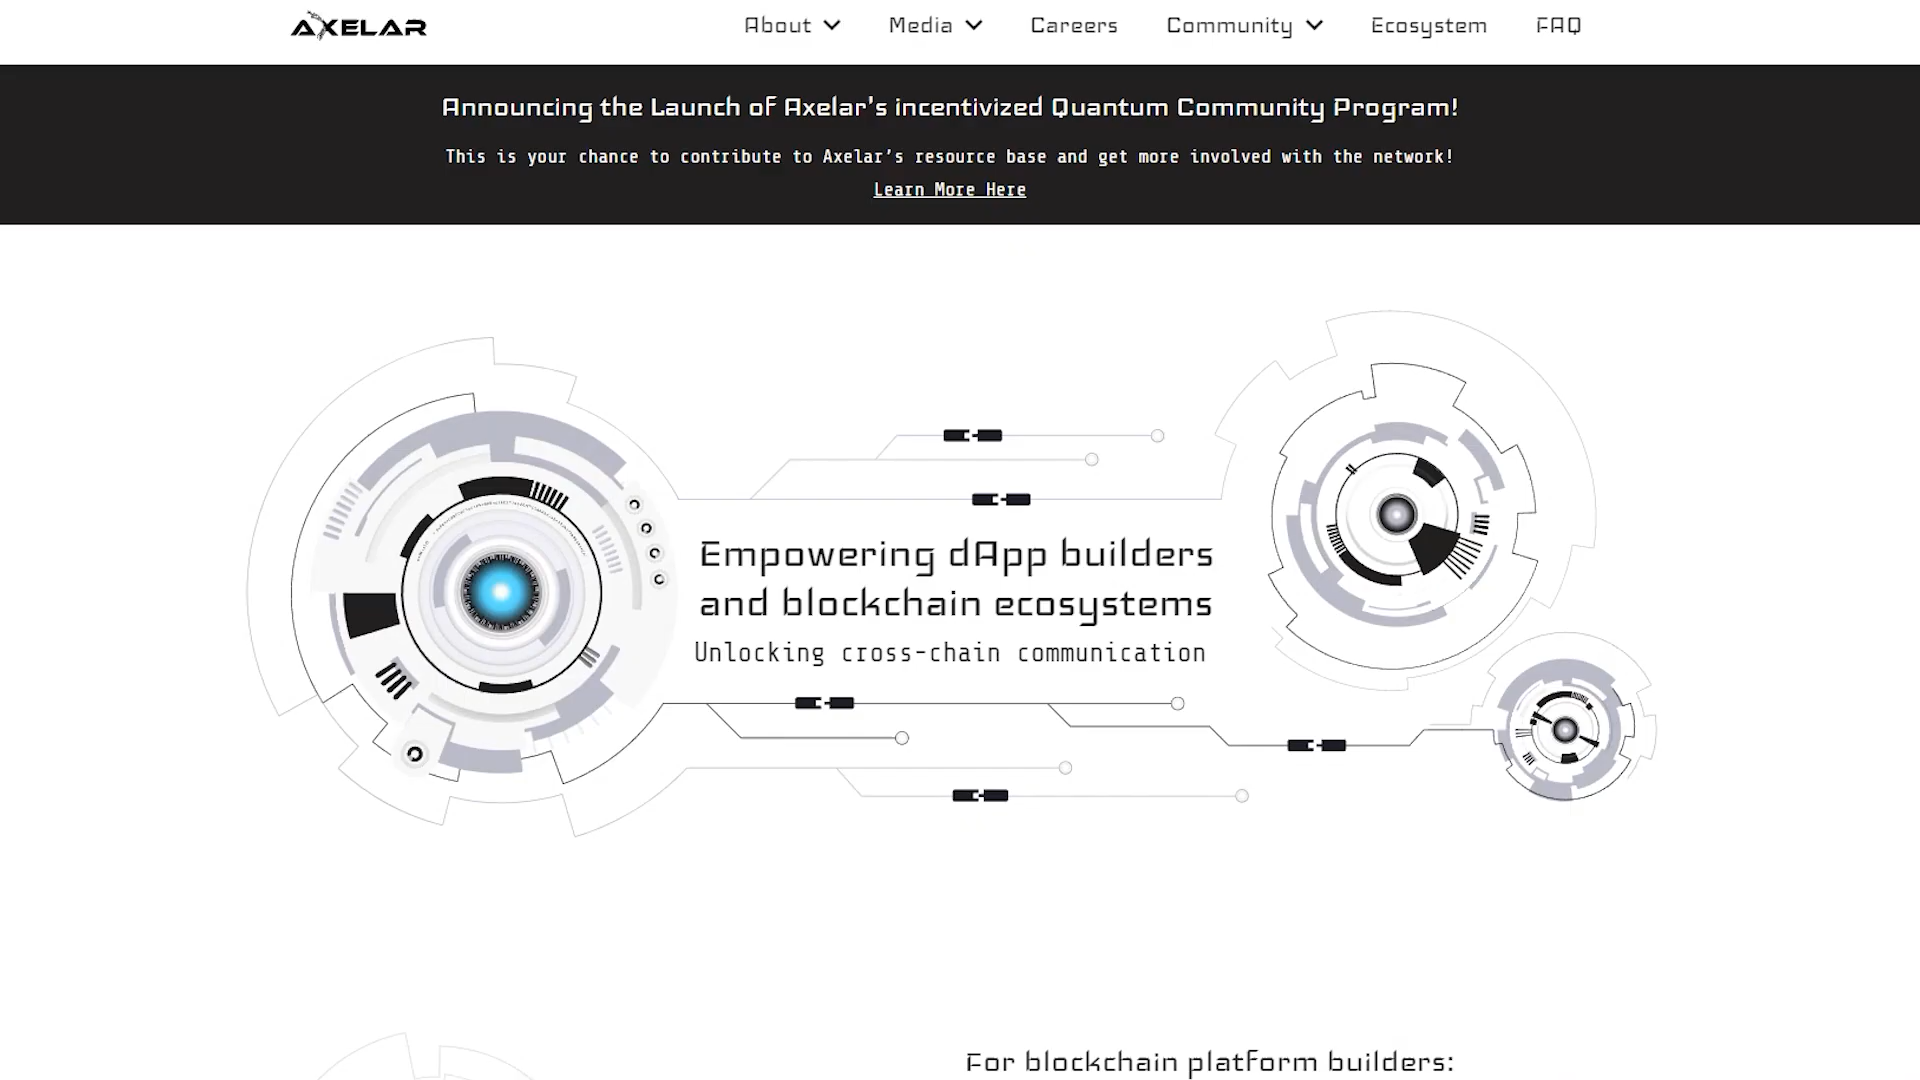 AXELAR
About
Media
Careers
Community
Ecosystem
FAQ
Announcing the Launch of Axelar's incentivized Quantum Community Program!
This is your chance to contribute to Axelar's resource base and get more involved with the network!
Learn More Here
Empowering dApp builders
and blockchain ecosystems
Unlocking cross-chain communication
For blockchain platform builders: